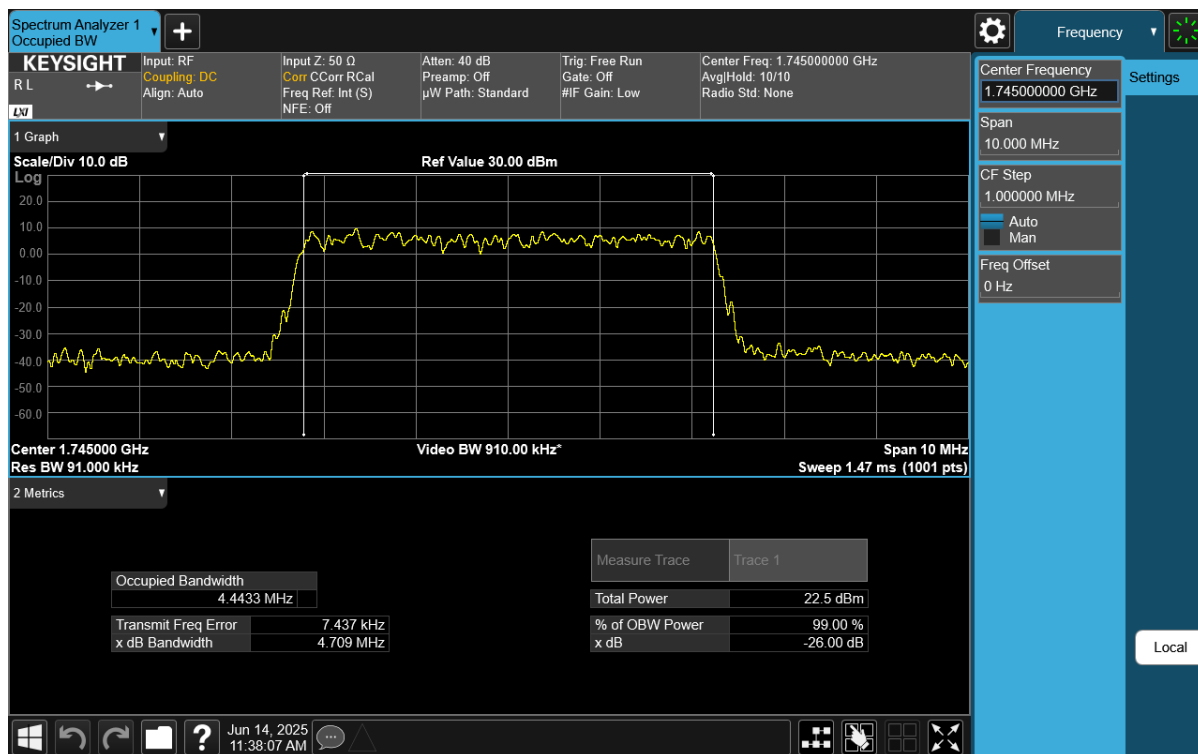 Spectrum Analyzer 1
Occupied BW
Frequency
KEYSIGHT
R L
LXI
Input: RF
Coupling: DC
Align: Auto
Input Z: 50 Ω
Corr CCorr RCal
Freq Ref: Int (S)
NFE: Off
Atten: 40 dB
Preamp: Off
µW Path: Standard
Trig: Free Run
Gate: Off
#IF Gain: Low
Center Freq: 1.745000000 GHz
Avg|Hold: 10/10
Radio Std: None
1 Graph
Scale/Div 10.0 dB
Ref Value 30.00 dBm
Log
20.0
10.0
0.00
-10.0
-20.0
-30.0
-40.0
-50.0
-60.0
Center 1.745000 GHz
Video BW 910.00 kHz*
Span 10 MHz
Res BW 91.000 kHz
Sweep 1.47 ms (1001 pts)
2 Metrics
Measure Trace Trace 1
Occupied Bandwidth
4.4433 MHz
Total Power 22.5 dBm
Transmit Freq Error 7.437 kHz
% of OBW Power 99.00 %
x dB Bandwidth 4.709 MHz
x dB -26.00 dB
Center Frequency
1.745000000 GHz
Settings
Span
10.000 MHz
CF Step
1.000000 MHz
Auto
Man
Freq Offset
0 Hz
Local
?
Jun 14, 2025
11:38:07 AM